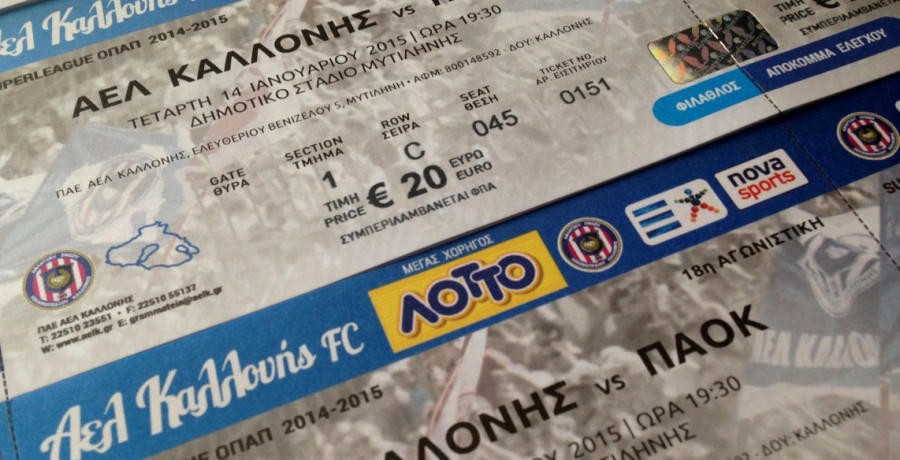 Αελ Καλλονής
SUPERLEAGUE ΟΠΑΠ 2014-2015
ΑΕΛ ΚΑΛΛΟΝΗΣ vs
ΤΕΤΑΡΤΗ 14 ΙΑΝΟΥΑΡΙΟΥ 2015 | ΩΡΑ 19:30
ΔΗΜΟΤΙΚΟ ΣΤΑΔΙΟ ΜΥΤΙΛΗΝΗΣ
ΠΑΕ ΑΕΛ ΚΑΛΛΟΝΗΣ, ΕΛΕΥΘΕΡΙΟΥ ΒΕΝΙΖΕΛΟΥ 5, ΜΥΤΙΛΗΝΗ • ΑΦΜ: 800148592 - ΔΟΥ: ΚΑΛΛΟΝΗΣ
GATE
ΘΥΡΑ
SECTION
ΤΜΗΜΑ
1
ROW
ΣΕΙΡΑ
C
SEAT
ΘΕΣΗ
045
TICKET NO.
ΑΡ. ΕΙΣΙΤΗΡΙΟΥ
0151
ΤΙΜΗ
PRICE
€ 20
ΕΥΡΩ
EURO
ΣΥΜΠΕΡΙΛΑΜΒΑΝΕΤΑΙ ΦΠΑ
ΤΙΜΗ
PRICE
ΣΥΜΠΕΡΙΛΑΜΒΑΝΕΤΑΙ
ΦΙΛΑΘΛΟΣ
ΑΠΟΚΟΜΜΑ ΕΛΕΓΧΟΥ
ΠΑΕ ΑΕΛ ΚΑΛΛΟΝΗΣ
T: 22510 23551 • F: 22510 55137
W: www.aelk.gr E: grammateia@aelk.gr
Αελ Καλλονής FC
ΜΕΓΑΣ ΧΟΡΗΓΟΣ
ΛΟΤΤΟ
nova
sports
18η ΑΓΩΝΙΣΤΙΚΗ
ΟΠΑΠ 2014-2015
ΚΑΛΛΟΝΗΣ vs ΠΑΟΚ
2015 | ΩΡΑ 19:30
ΜΥΤΙΛΗΝΗΣ
ΔΟΥ: ΚΑΛΛΟΝΗΣ
ΑΕΛ ΚΑΛΛΟΝ